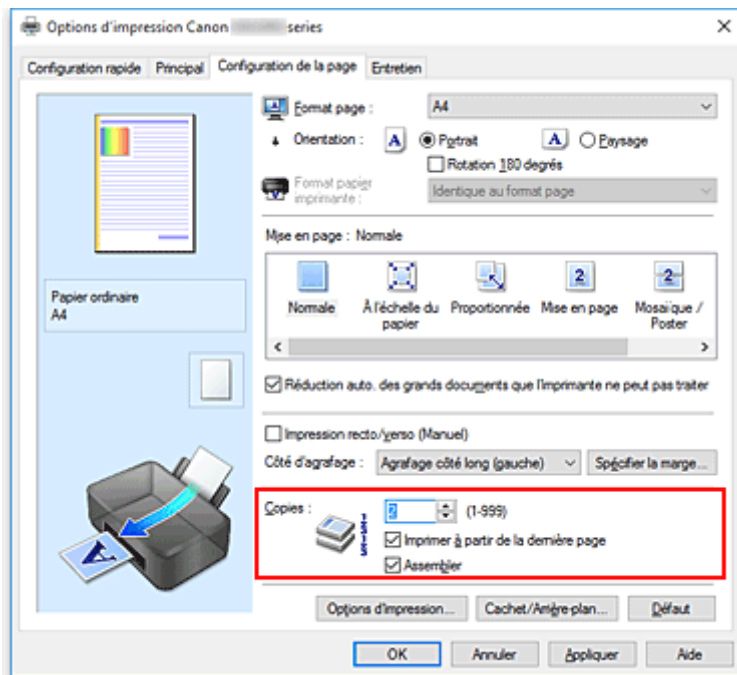 Options d'impression Canon series
Configuration rapide Principal Configuration de la page Entretien
Format page : A4
Orientation : A Portrait A Paysage
Rotation 180 degrés
Format papier imprimante : Identique au format page
Mise en page : Normale
Normale À l'échelle du papier Proportionnée Mise en page Mosaïque / Poster
Papier ordinaire
A4
Réduction auto. des grands documents que l'imprimante ne peut pas traiter
Impression recto/verso (Manuel)
Côté d'agrafage : Agrafage côté long (gauche) Spécifier la marge...
Copies : 2 (1-999)
Imprimer à partir de la dernière page
Assembler
Options d'impression... Cachet/Arrière-plan... Défaut
OK Annuler Appliquer Aide